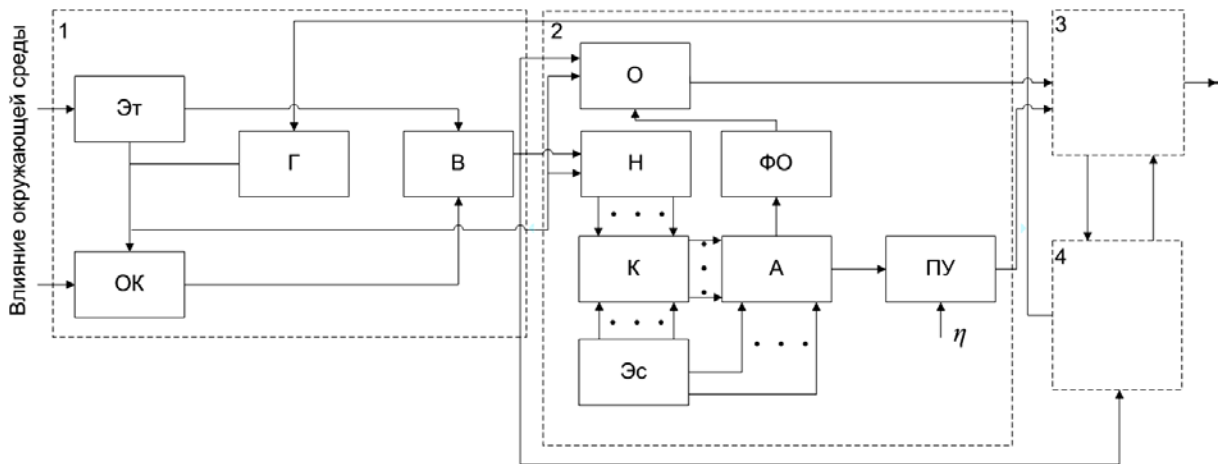 Влияние окружающей среды
1
Эт
Г
В
ОК
2
О
Н
ФО
К
А
ПУ
Эс
η
3
4